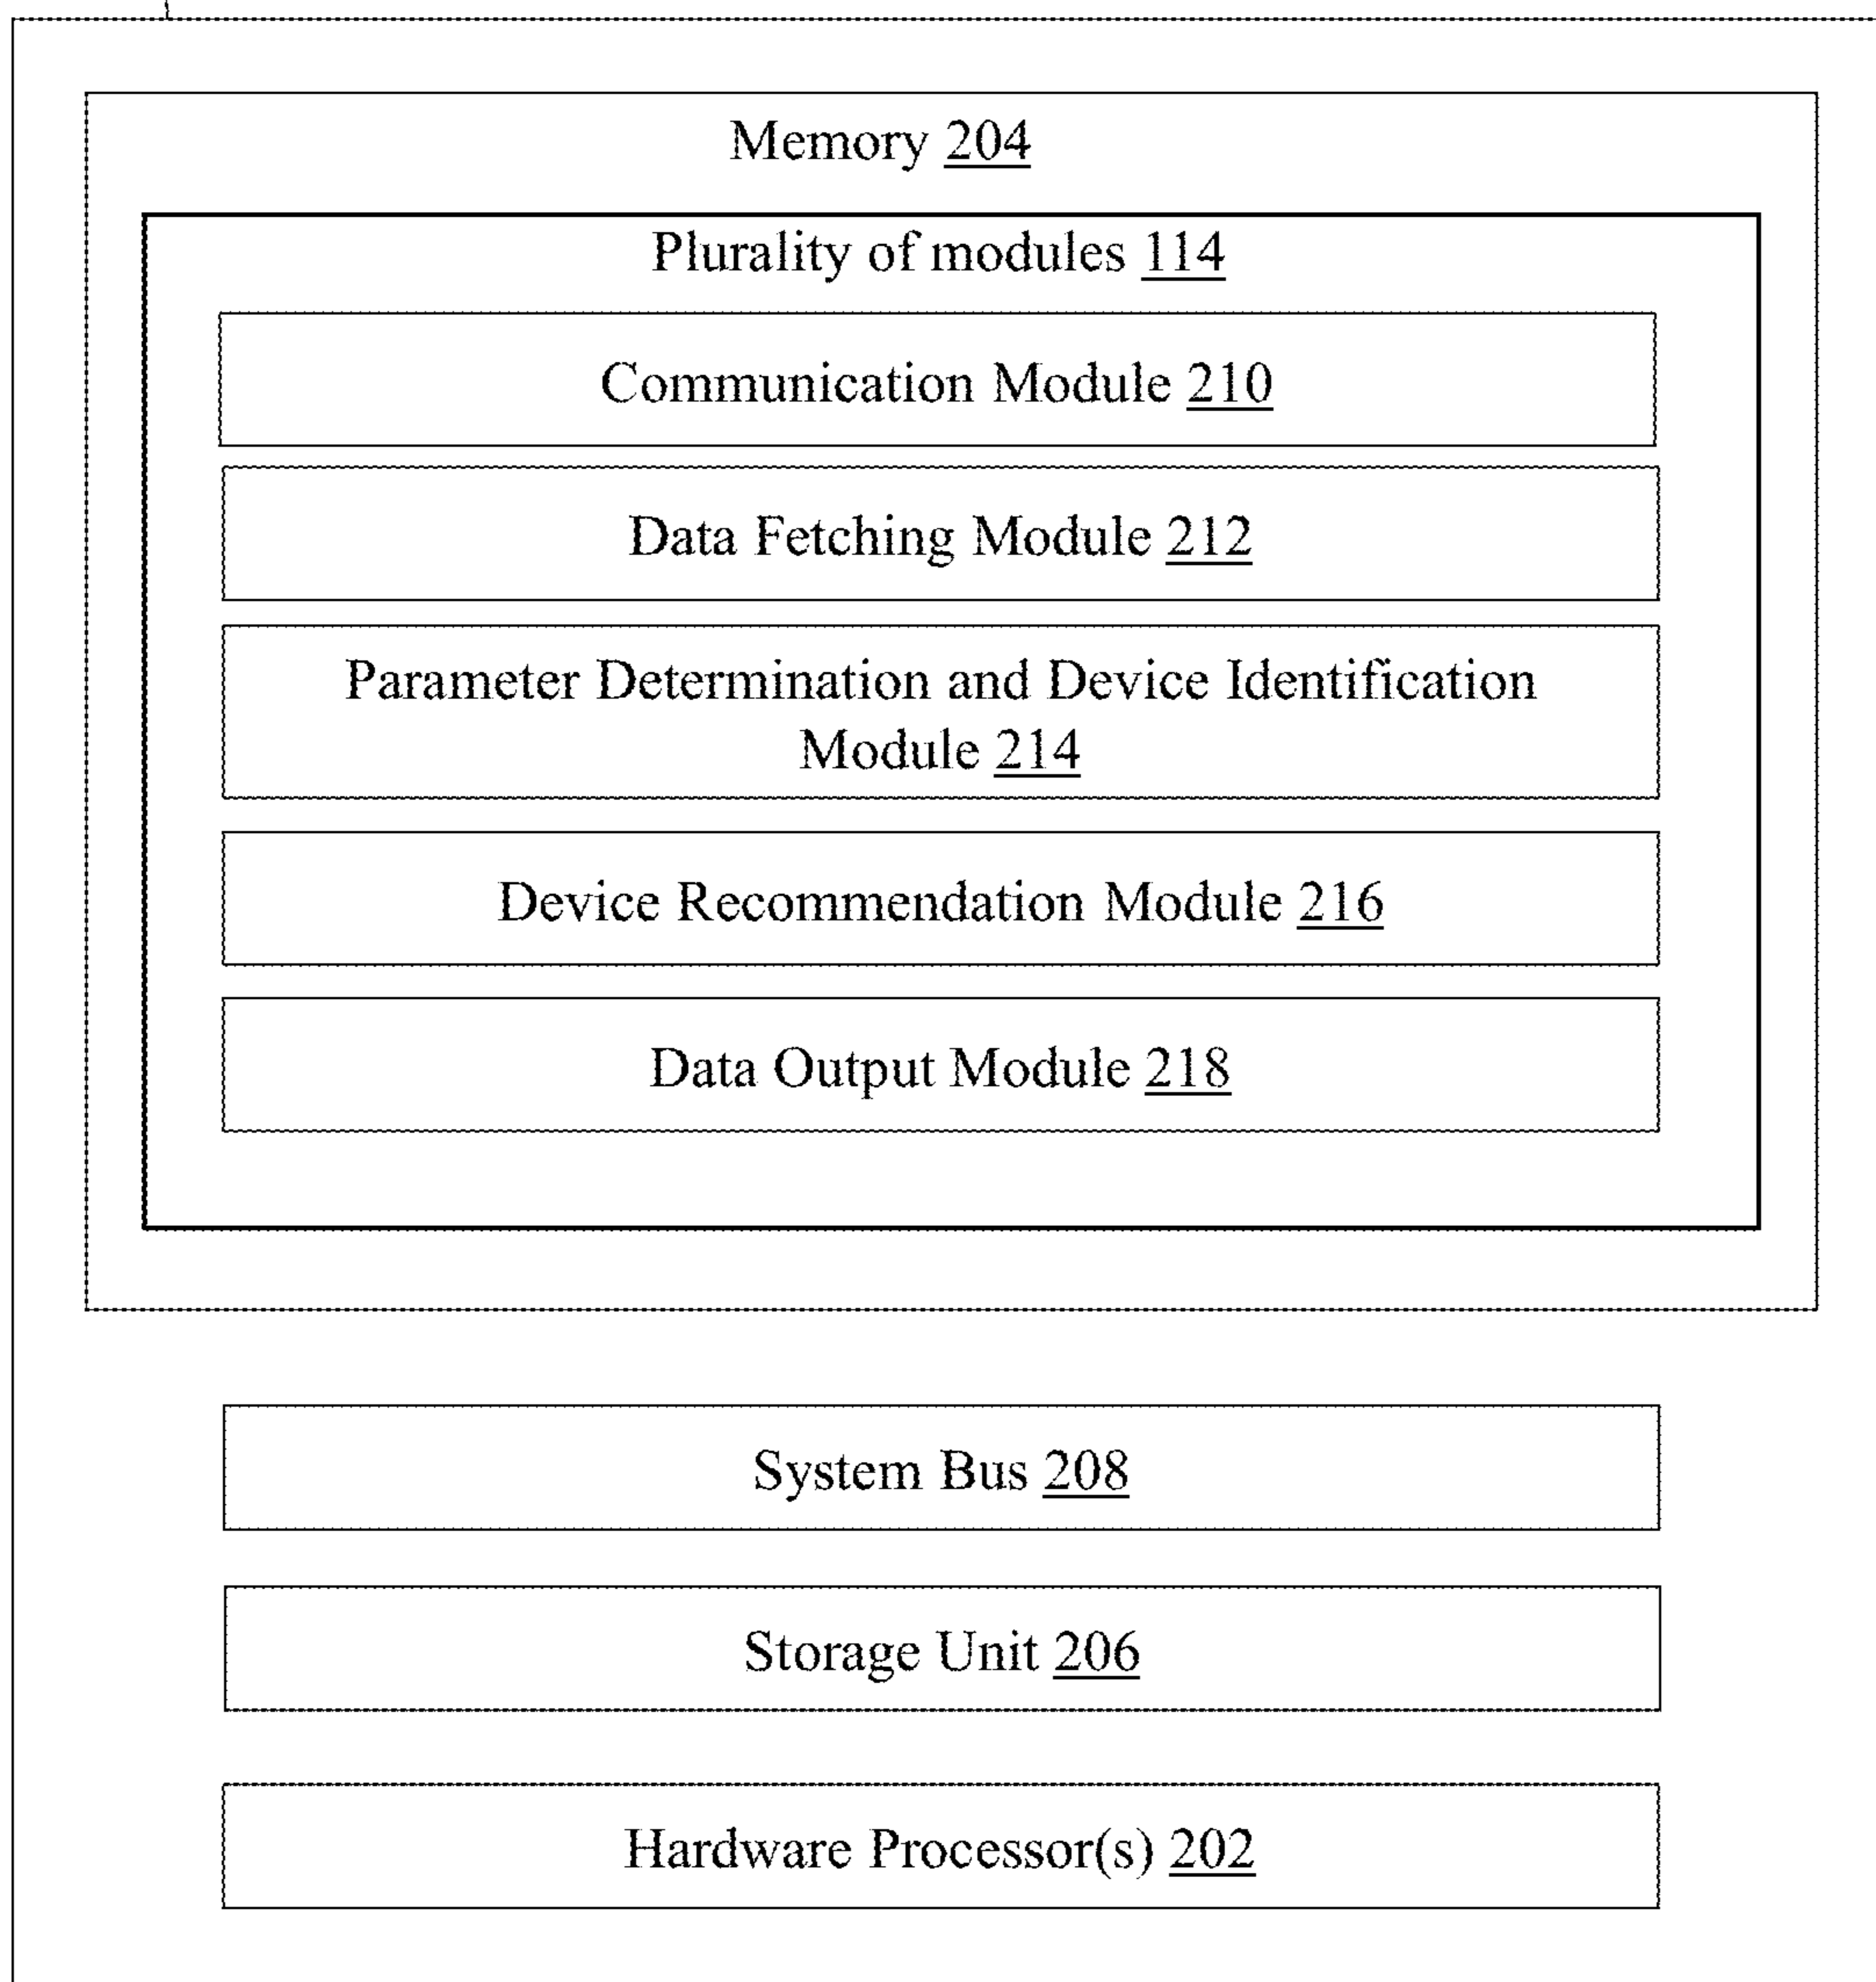 Memory 204
Plurality of modules 114
Communication Module 210
Data Fetching Module 212
Parameter Determination and Device Identification
Module 214
Device Recommendation Module 216
Data Output Module 218
System Bus 208
Storage Unit 206
Hardware Processor(s) 202